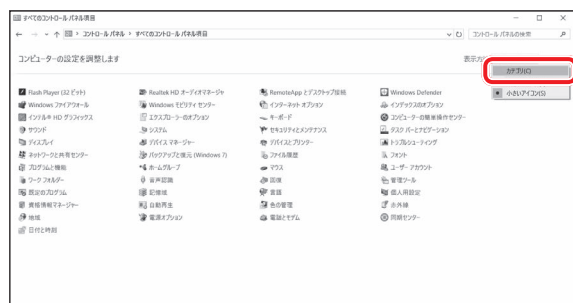 すべてのコントロール パネル項目
コントロール パネル > すべてのコントロール パネル項目
コントロール パネルの検索
コンピューターの設定を調整します
表示方
カテゴリ(C)
小さいアイコン(S)
Flash Player (32 ビット)
Realtek HD オーディオマネージャ
RemoteApp とデスクトップ接続
Windows Defender
Windows ファイアウォール
Windows モビリティ センター
インターネット オプション
インデックスのオプション
インテル® HD グラフィックス
エクスプローラーのオプション
キーボード
コンピューターの簡単操作センター
サウンド
システム
セキュリティとメンテナンス
タスク バーとナビゲーション
ディスプレイ
デバイス マネージャー
デバイスとプリンター
トラブルシューティング
ネットワークと共有センター
バックアップと復元 (Windows 7)
ファイル履歴
フォント
プログラムと機能
ホームグループ
マウス
ユーザー アカウント
ワーク フォルダー
音声認識
回復
管理ツール
既定のプログラム
記憶域
言語
個人用設定
資格情報マネージャー
自動再生
色の管理
赤外線
地域
電源オプション
電話とモデム
同期センター
日付と時刻